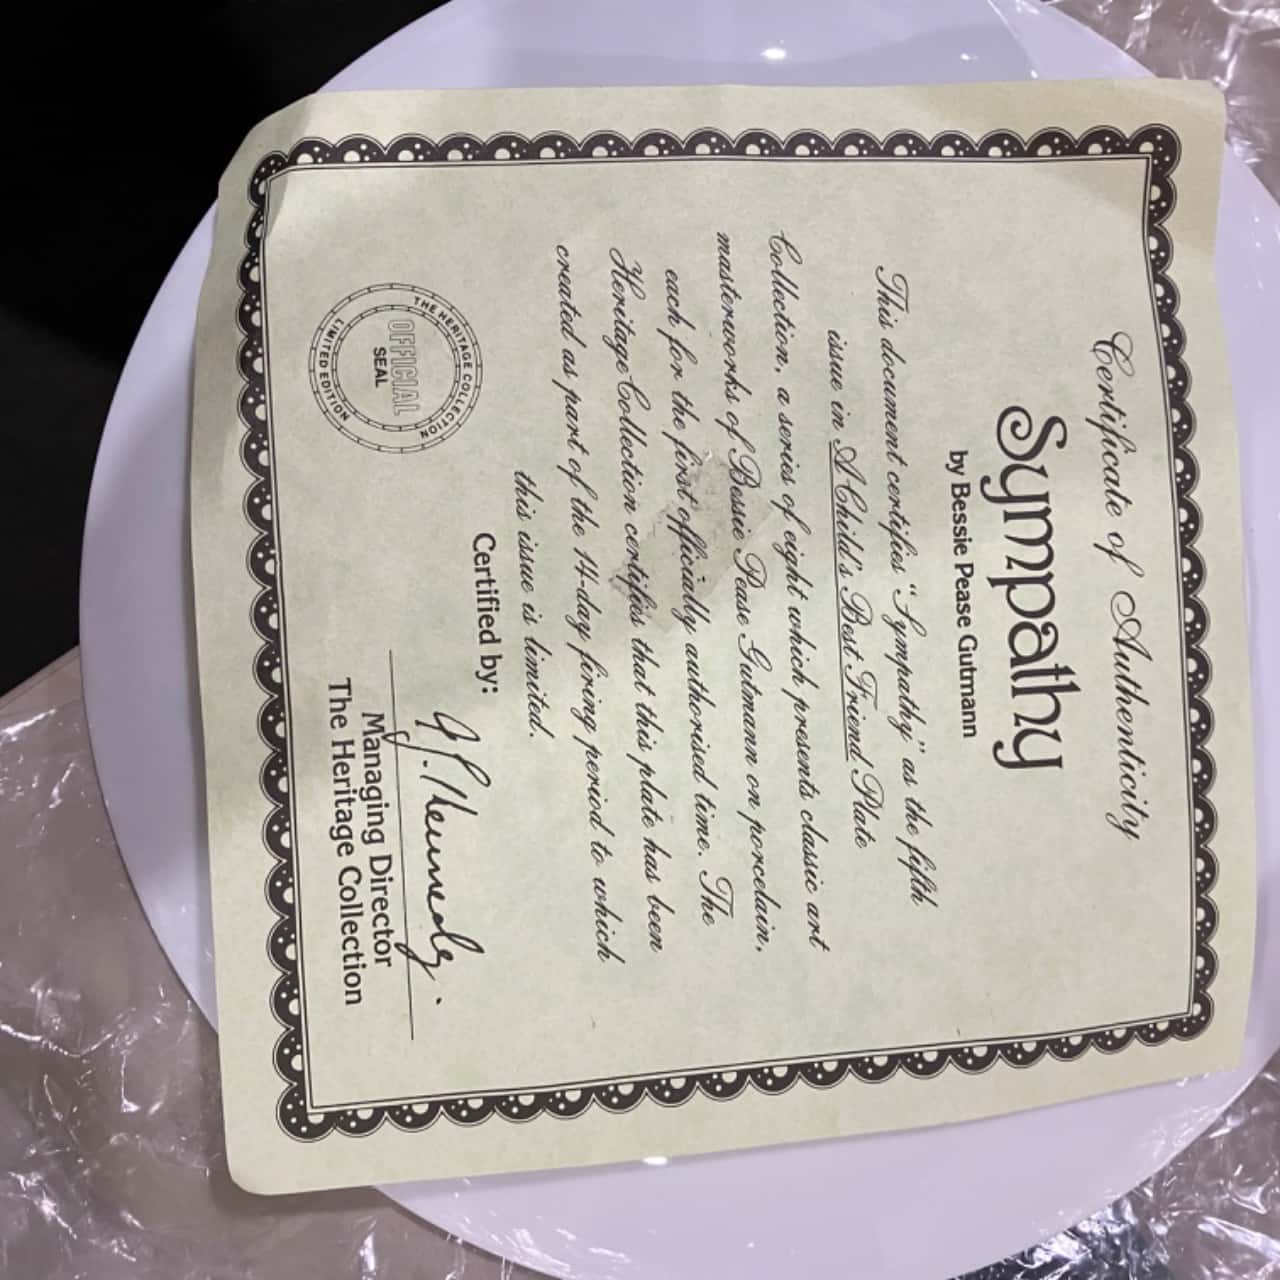 Certificate of Authenticity
Sympathy
by Bessie Pease Gutmann
This document certifies "Sympathy" as the fifth
issue in A Child's Best Friend Plate
Collection, a series of eight which presents classic art
masterworks of Bessie Pease Gutmann on porcelain,
each for the first officially authorised time. The
Heritage Collection certifies that this plate has been
created as part of the 14-day firing period to which
this issue is limited.
Certified by:
Managing Director
The Heritage Collection
THE HERITAGE COLLECTION
OFFICIAL
SEAL
LIMITED EDITION